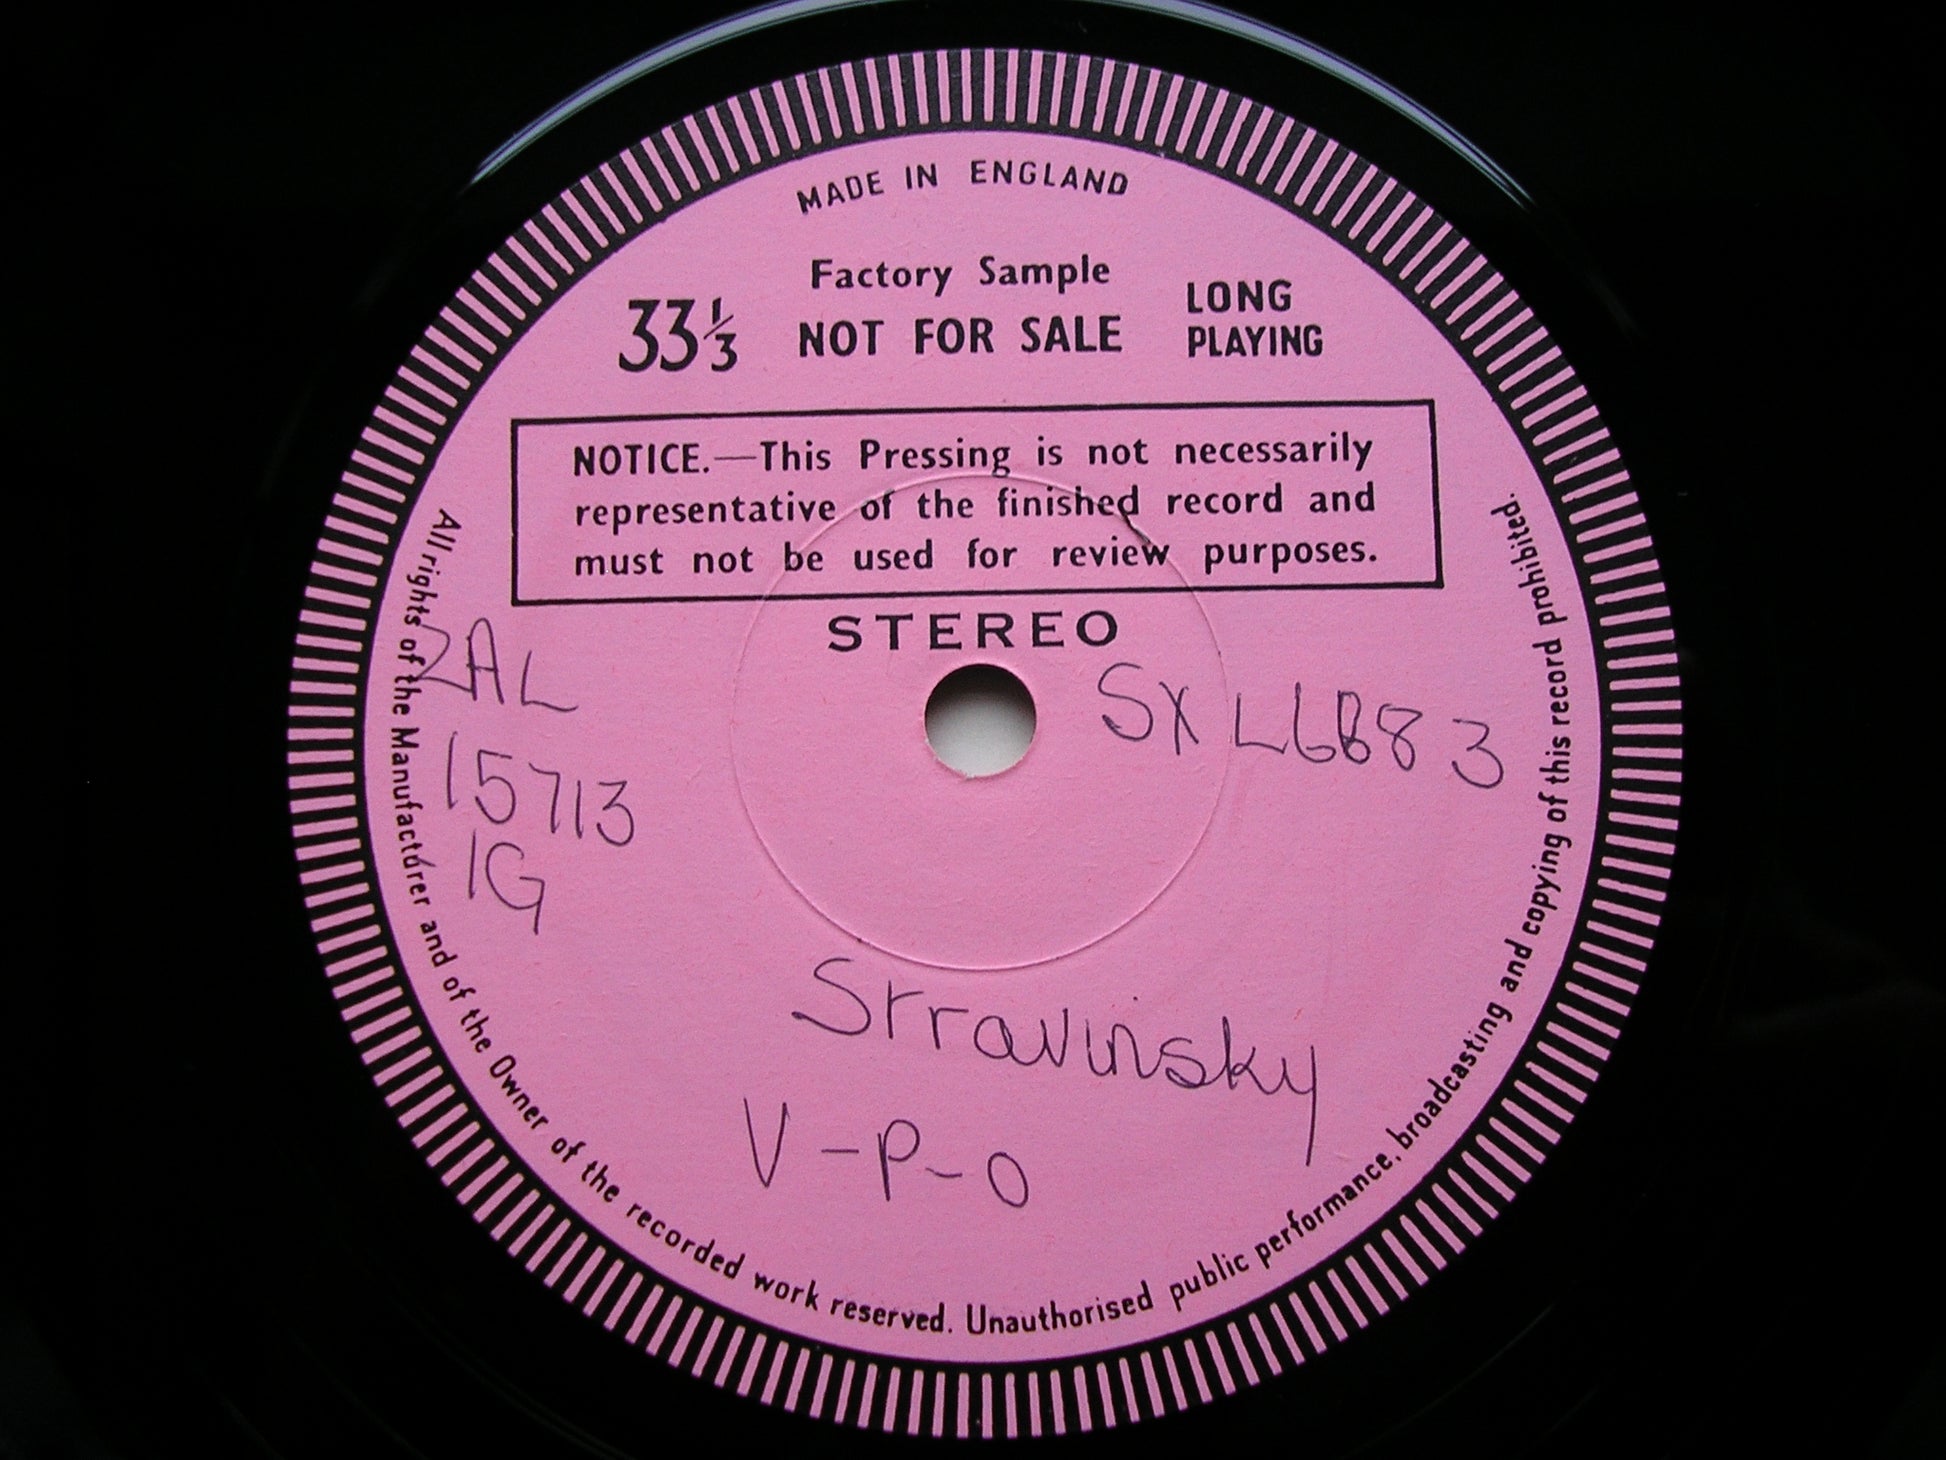 MADE IN ENGLAND
Factory Sample
33⅓ NOT FOR SALE LONG PLAYING
NOTICE.—This Pressing is not necessarily
representative of the finished record and
must not be used for review purposes.
STEREO
ZAL
15713
1G
SXL6883
Stravinsky
V-P-O
All rights of the Manufacturer and of the Owner of the recorded work reserved. Unauthorised public performance, broadcasting and copying of this record prohibited.